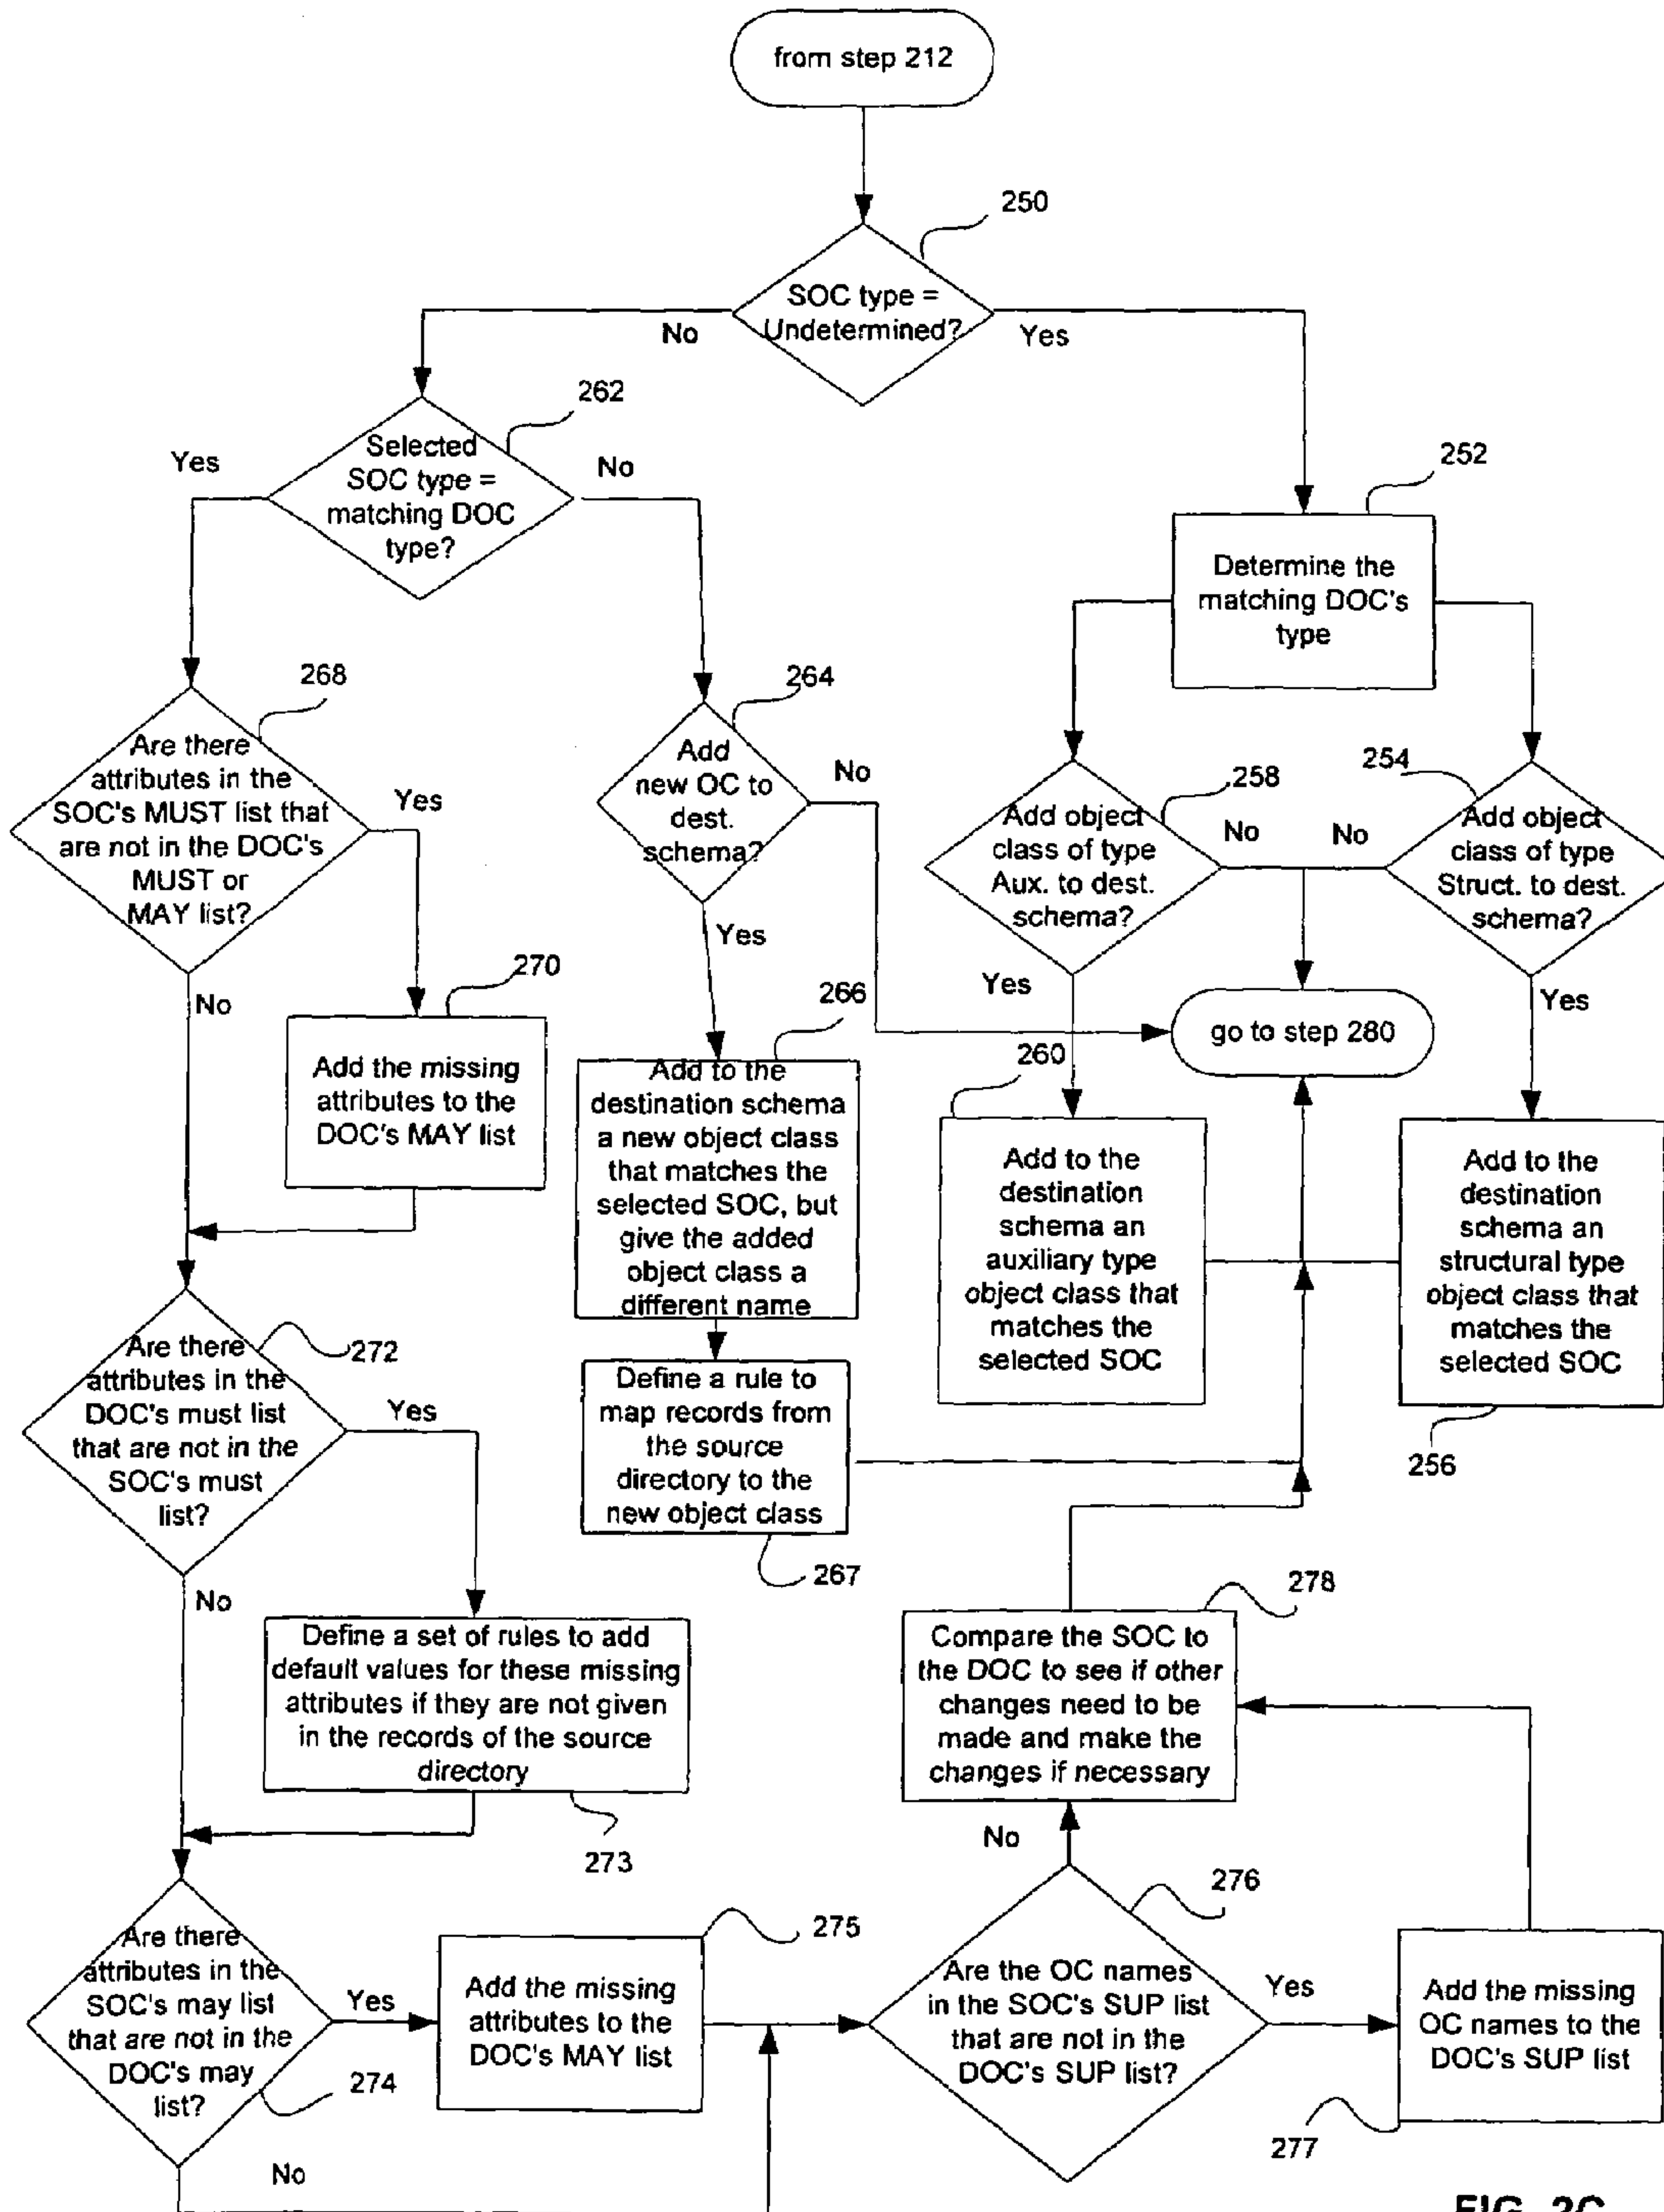 from step 212
250
SOC type =
Undetermined?
No
Yes
262
Selected
SOC type =
matching DOC
type?
Yes
No
252
Determine the
matching DOC's
type
268
Are there
attributes in the
SOC's MUST list that
are not in the DOC's
MUST or
MAY list?
Yes
No
264
Add
new OC to
dest.
schema?
No
Yes
258
Add object
class of type
Aux. to dest.
schema?
No
Yes
254
Add object
class of type
Struct. to dest.
schema?
No
Yes
270
Add the missing
attributes to the
DOC's MAY list
266
Add to the
destination schema
a new object class
that matches the
selected SOC, but
give the added
object class a
different name
go to step 280
260
Add to the
destination
schema an
auxiliary type
object class that
matches the
selected SOC
Add to the
destination
schema an
structural type
object class that
matches the
selected SOC
256
272
Are there
attributes in the
DOC's must list
that are not in the
SOC's must
list?
Yes
No
Define a rule to
map records from
the source
directory to the
new object class
267
Define a set of rules to add
default values for these missing
attributes if they are not given
in the records of the source
directory
273
278
Compare the SOC to
the DOC to see if other
changes need to be
made and make the
changes if necessary
No
Are there
attributes in the
SOC's may list
that are not in the
DOC's may
list?
274
Yes
No
275
Add the missing
attributes to the
DOC's MAY list
276
Are the OC names
in the SOC's SUP list
that are not in the
DOC's SUP list?
Yes
Add the missing
OC names to the
DOC's SUP list
277
FIG. 2C